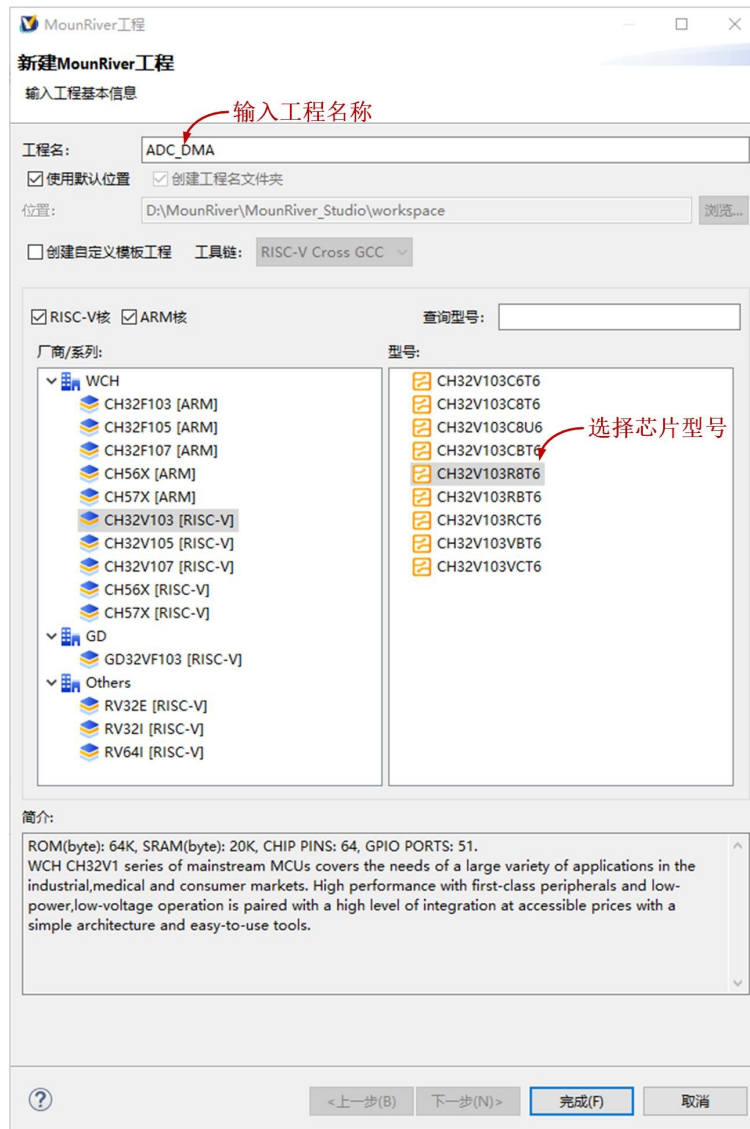 MounRiver工程
新建MounRiver工程
输入工程基本信息
输入工程名称
工程名: ADC_DMA
使用默认位置 创建工程名文件夹
位置: D:\MounRiver\MounRiver_Studio\workspace 浏览...
创建自定义模板工程 工具链: RISC-V Cross GCC
RISC-V核 ARM核 查询型号:
厂商/系列: 型号:
WCH CH32V103C6T6
CH32F103 [ARM] CH32V103C8T6
CH32F105 [ARM] CH32V103C8U6 选择芯片型号
CH32F107 [ARM] CH32V103CBT6
CH56X [ARM] CH32V103R8T6
CH57X [ARM] CH32V103RBT6
CH32V103 [RISC-V] CH32V103RCT6
CH32V105 [RISC-V] CH32V103VBT6
CH32V107 [RISC-V] CH32V103VCT6
CH56X [RISC-V]
CH57X [RISC-V]
GD
GD32VF103 [RISC-V]
Others
RV32E [RISC-V]
RV32I [RISC-V]
RV64I [RISC-V]
简介:
ROM(byte): 64K, SRAM(byte): 20K, CHIP PINS: 64, GPIO PORTS: 51.
WCH CH32V1 series of mainstream MCUs covers the needs of a large variety of applications in the
industrial,medical and consumer markets. High performance with first-class peripherals and low-
power,low-voltage operation is paired with a high level of integration at accessible prices with a
simple architecture and easy-to-use tools.
<上一步(B) 下一步(N)> 完成(F) 取消